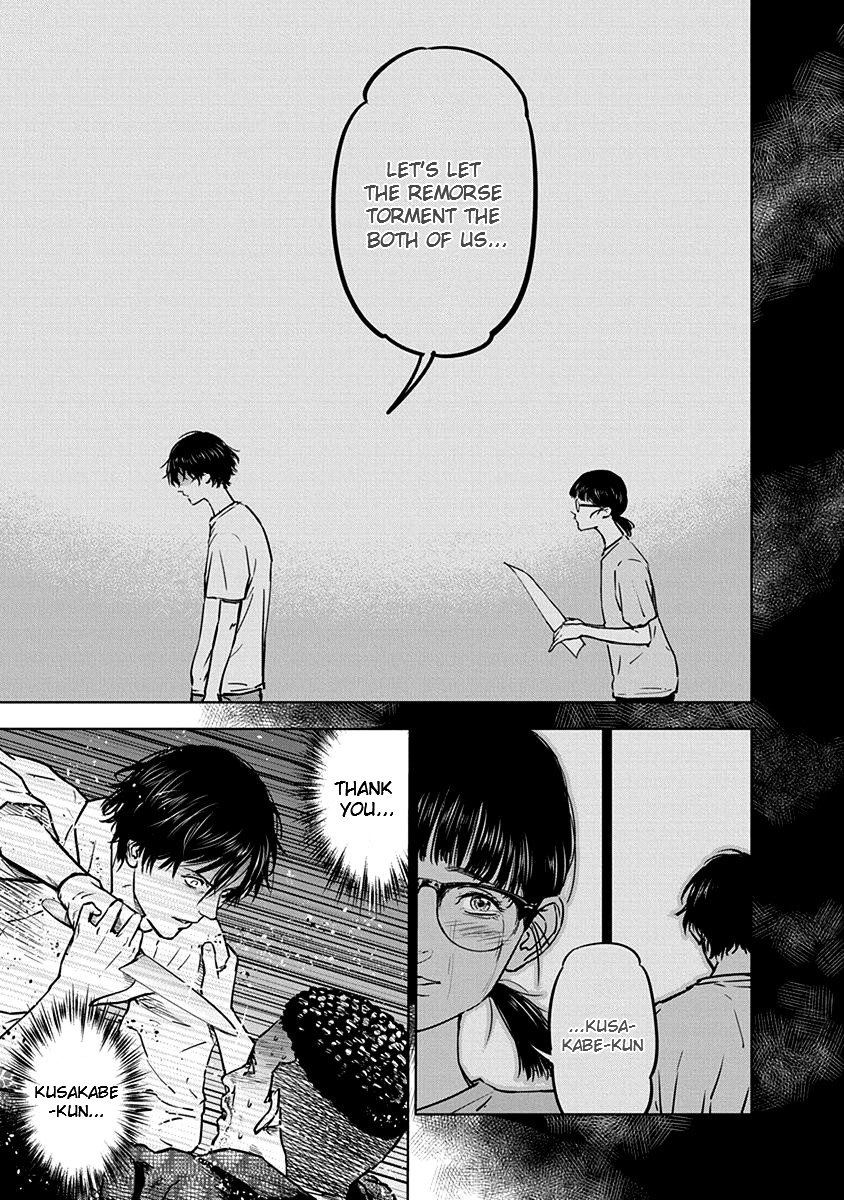 LET'S LET
THE REMORSE
TORMENT THE
BOTH OF US...
...KUSA-
KABE-KUN
THANK
YOU...
KUSAKABE
-KUN...